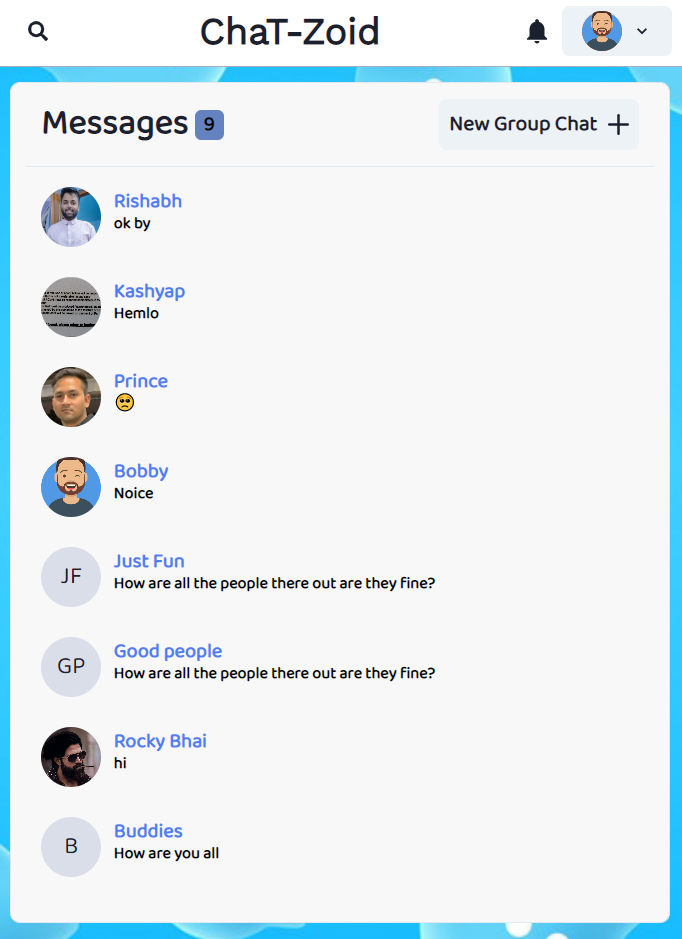 ChaT-Zoid
Messages 9
New Group Chat
Rishabh
ok by
Kashyap
Hemlo
Prince
🥺
Bobby
Noice
JF
Just Fun
How are all the people there out are they fine?
GP
Good people
How are all the people there out are they fine?
Rocky Bhai
hi
B
Buddies
How are you all